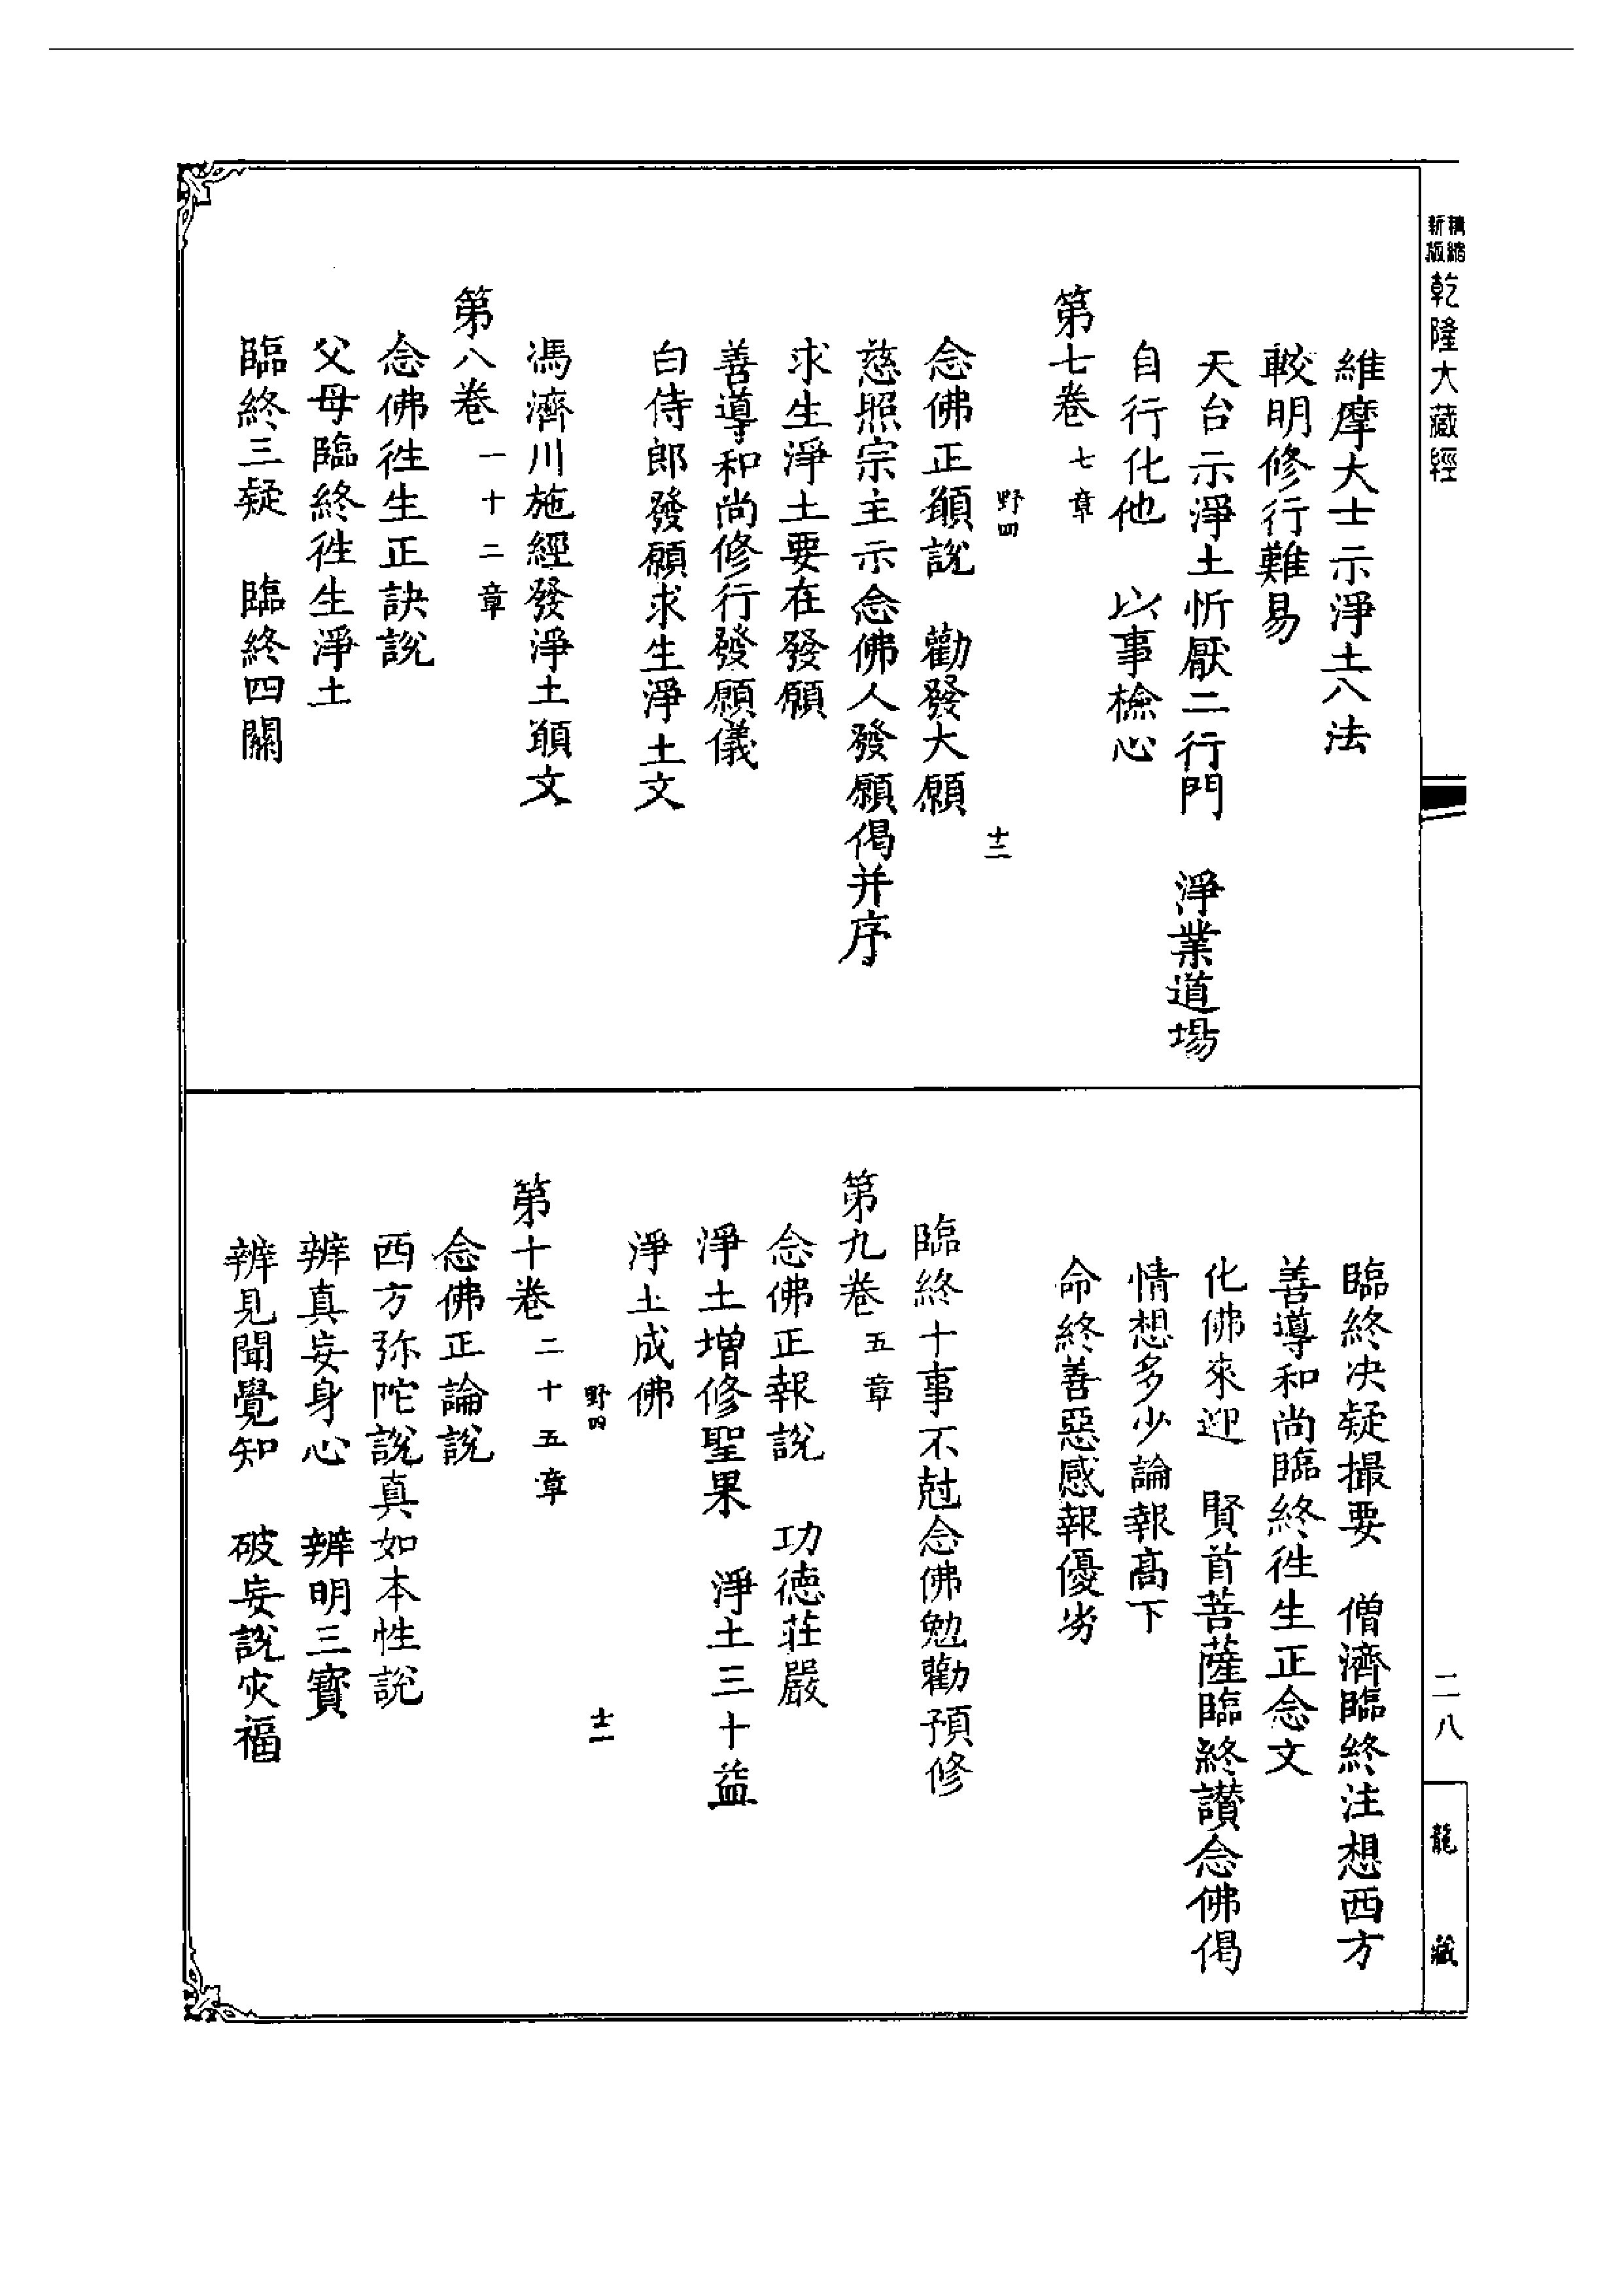 精縮
新版
乾隆大藏經
維摩大士示淨土八法
較明修行難易
天台示淨土忻厭二行門　淨業道場
自行化他　以事檢心
第七卷 七章
野四　十三
念佛正願說　勸發大願
慈照宗主示念佛人發願偈并序
求生淨土要在發願
善導和尚修行發願儀
白侍郎發願求生淨土文
馮濟川施經發淨土願文
第八卷 一十二章
念佛徃生正訣說
父母臨終徃生淨土
臨終三疑　臨終四關
臨終决疑撮要　僧濟臨終注想西方
善導和尚臨終徃生正念文
化佛來迎　賢首菩薩臨終讃念佛偈
情想多少論報高下
命終善惡感報優劣
臨終十事不尅念佛勉勸預修
第九卷 五章
念佛正報說　功德莊嚴
淨土增修聖果　淨土三十益
淨土成佛
野四　士一
第十卷 二十五章
念佛正論說
西方弥陀說真如本性說
辨真妄身心　辨明三寶
辨見聞覺知　破妄說灾福
二八
龍藏